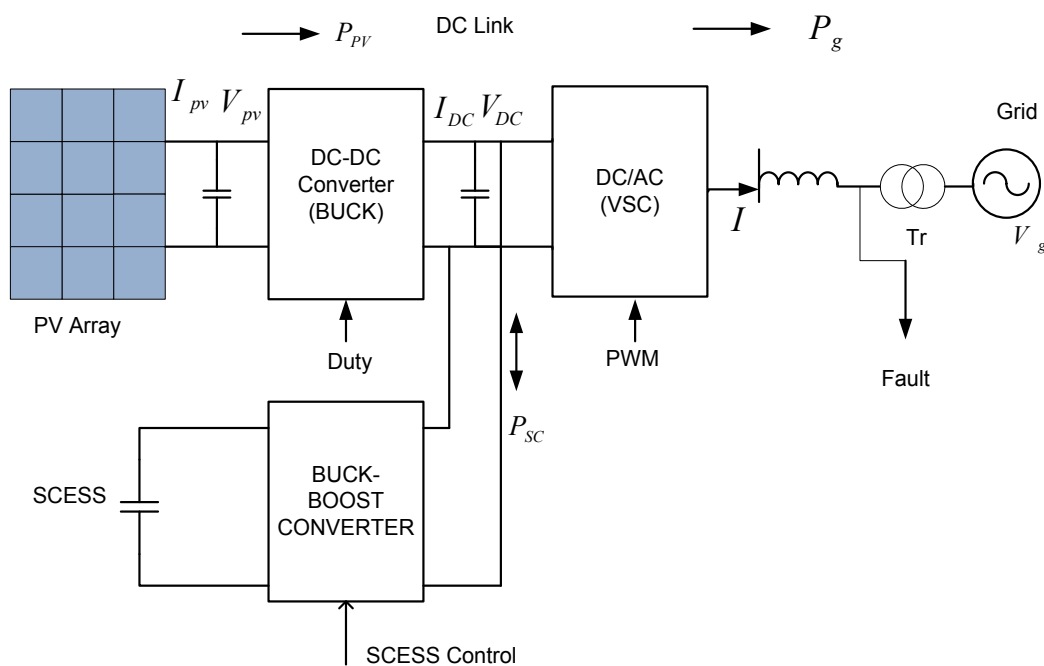 P_PV
DC Link
P_g
I_pv V_pv
I_DC V_DC
Grid
DC-DC
Converter
(BUCK)
DC/AC
(VSC)
I
Tr
V_g
PV Array
Duty
PWM
Fault
P_SC
SCESS
BUCK-
BOOST
CONVERTER
SCESS Control